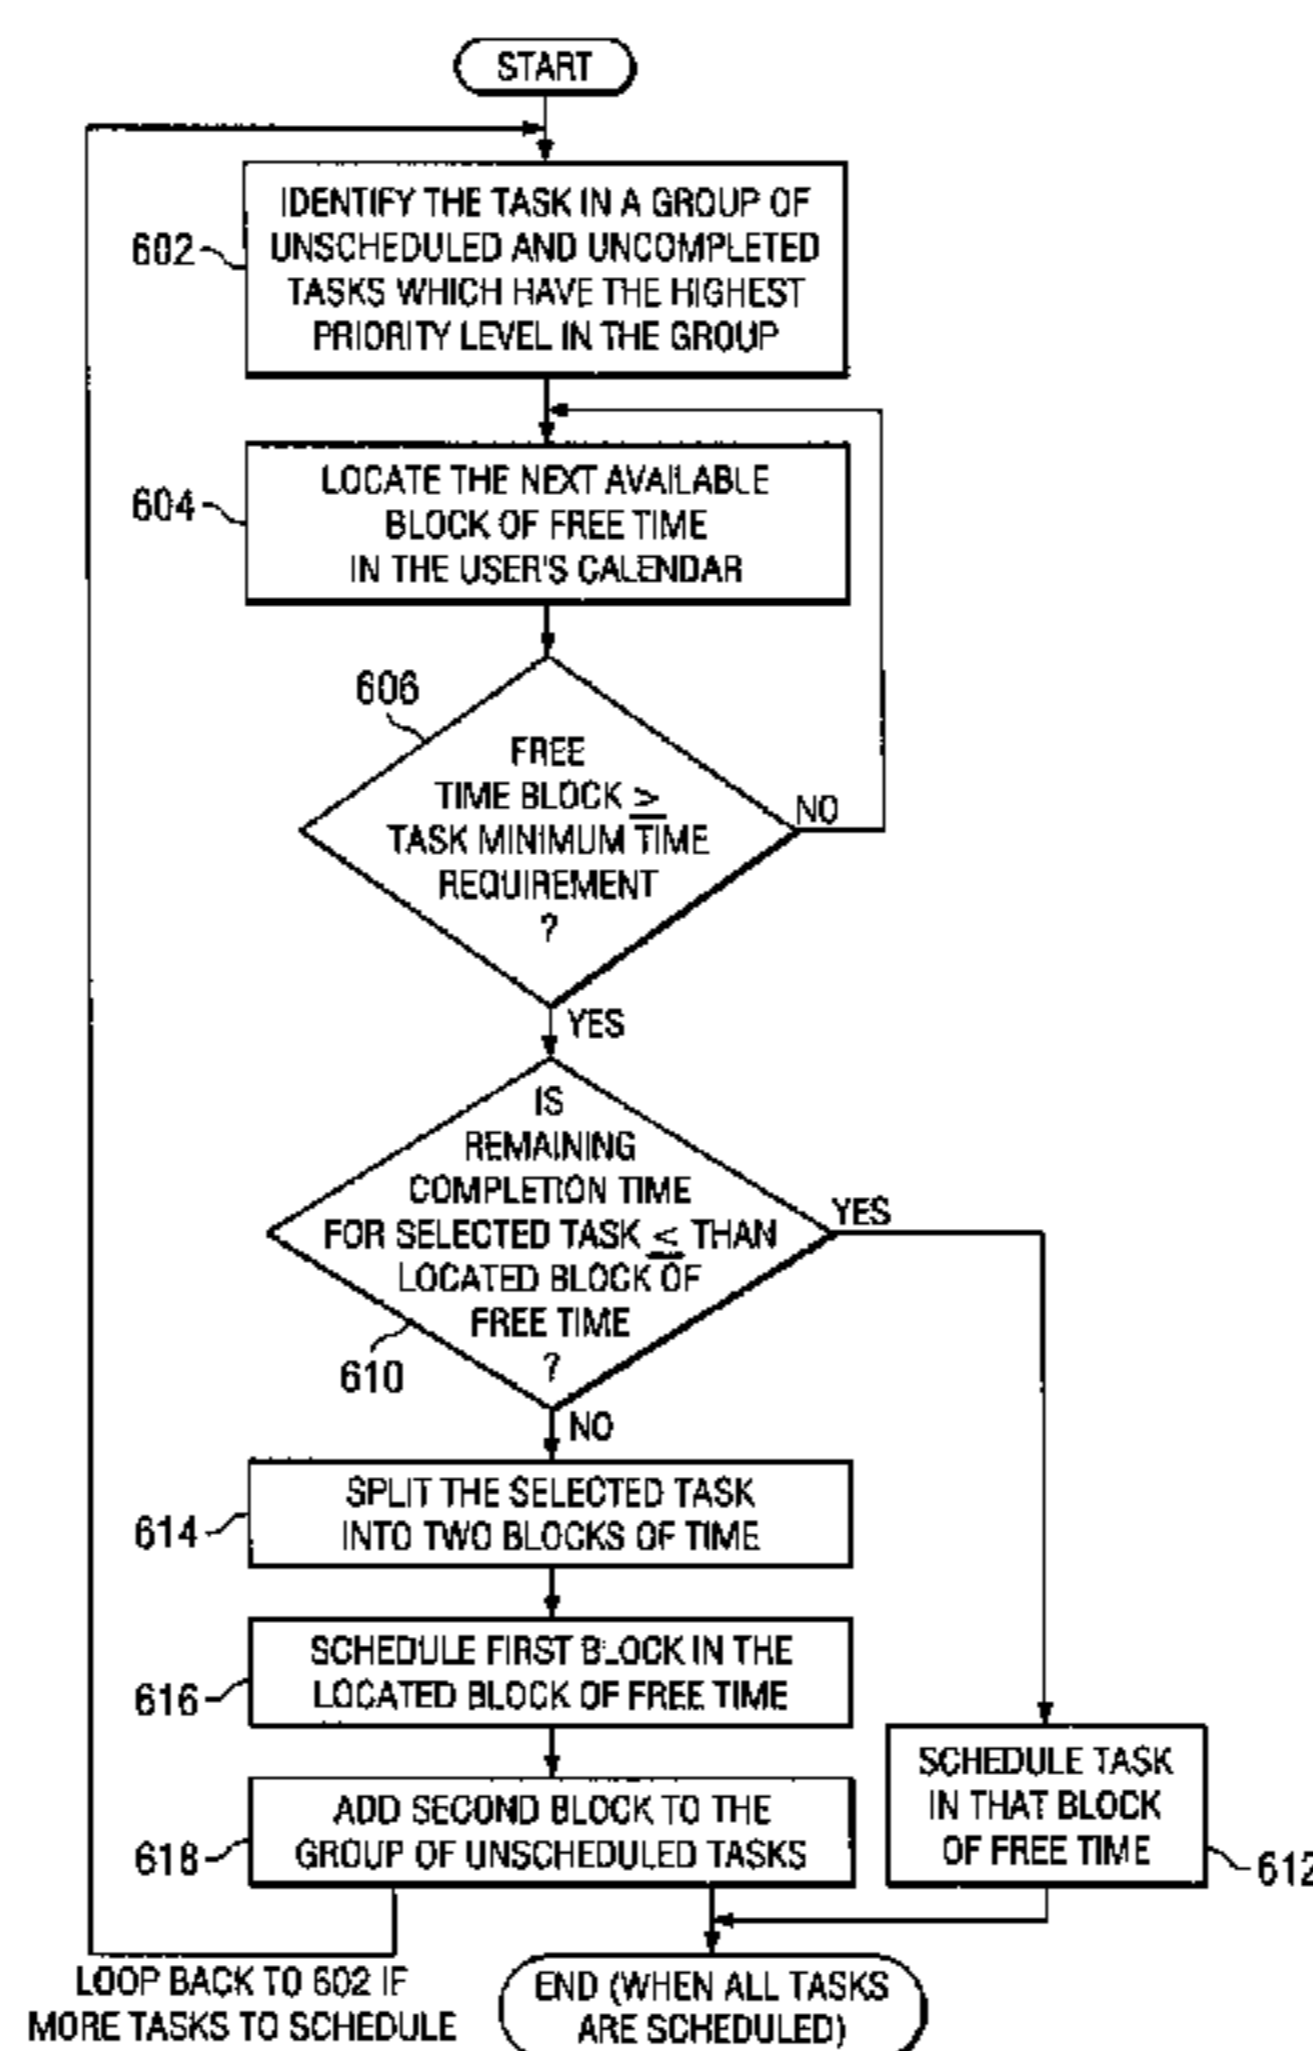 START
602
IDENTIFY THE TASK IN A GROUP OF
UNSCHEDULED AND UNCOMPLETED
TASKS WHICH HAVE THE HIGHEST
PRIORITY LEVEL IN THE GROUP
604
LOCATE THE NEXT AVAILABLE
BLOCK OF FREE TIME
IN THE USER'S CALENDAR
606
FREE
TIME BLOCK ≥
TASK MINIMUM TIME
REQUIREMENT
?
NO
YES
IS
REMAINING
COMPLETION TIME
FOR SELECTED TASK ≤ THAN
LOCATED BLOCK OF
FREE TIME
?
YES
610
NO
614
SPLIT THE SELECTED TASK
INTO TWO BLOCKS OF TIME
616
SCHEDULE FIRST BLOCK IN THE
LOCATED BLOCK OF FREE TIME
618
ADD SECOND BLOCK TO THE
GROUP OF UNSCHEDULED TASKS
SCHEDULE TASK
IN THAT BLOCK
OF FREE TIME
612
LOOP BACK TO 602 IF
MORE TASKS TO SCHEDULE
END (WHEN ALL TASKS
ARE SCHEDULED)